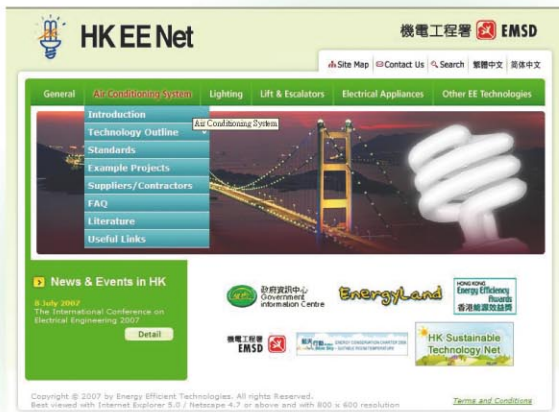 HK EE Net
機電工程署 EMSD
Site Map Contact Us Search 繁體中文 简体中文
General Air Conditioning System Lighting Lift & Escalators Electrical Appliances Other EE Technologies
Introduction
Air Conditioning System
Technology Outline
Standards
Example Projects
Suppliers/Contractors
FAQ
Literature
Useful Links
News & Events in HK
8 July 2007
The International Conference on
Electrical Engineering 2007
Detail
政府資訊中心
Government
information Centre
EnergyLand
HONG KONG
Energy Efficiency
Awards
香港能源效益獎
機電工程署
EMSD
ENERGY CONSERVATION CHARTER 2006
HK Sustainable
Technology Net
Copyright @ 2007 by Energy Efficient Technologies. All rights Reserved.
Best viewed with Internet Explorer 5.0 / Netscape 4.7 or above and with 800 x 600 resolution
Terms and Conditions